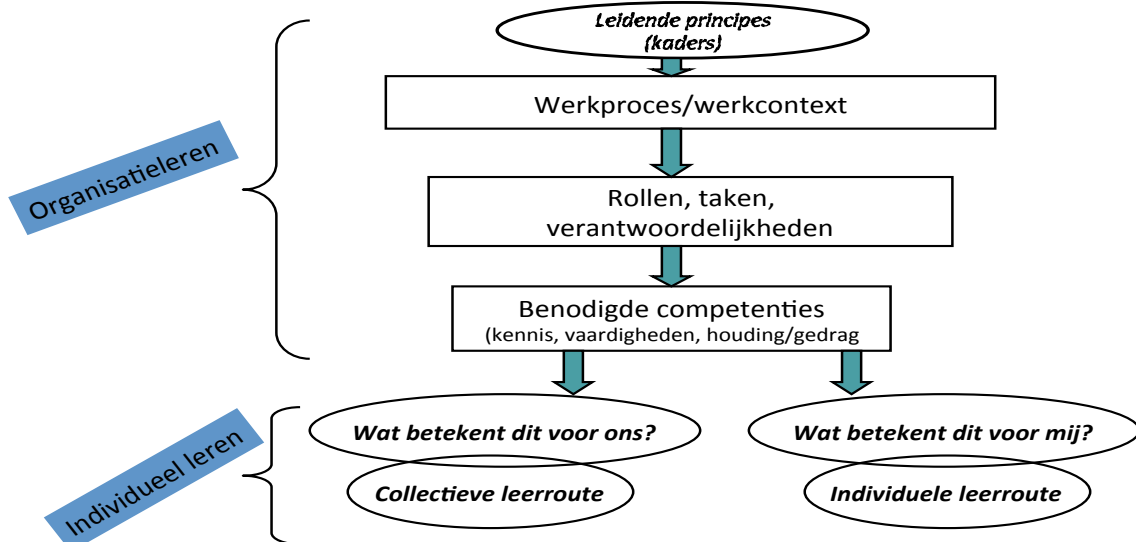 Leidende principes
(kaders)
Werkproces/werkcontext
Organisatieleren
Rollen, taken,
verantwoordelijkheden
Benodigde competenties
(kennis, vaardigheden, houding/gedrag
Individueel leren
Wat betekent dit voor ons?
Wat betekent dit voor mij?
Collectieve leerroute
Individuele leerroute